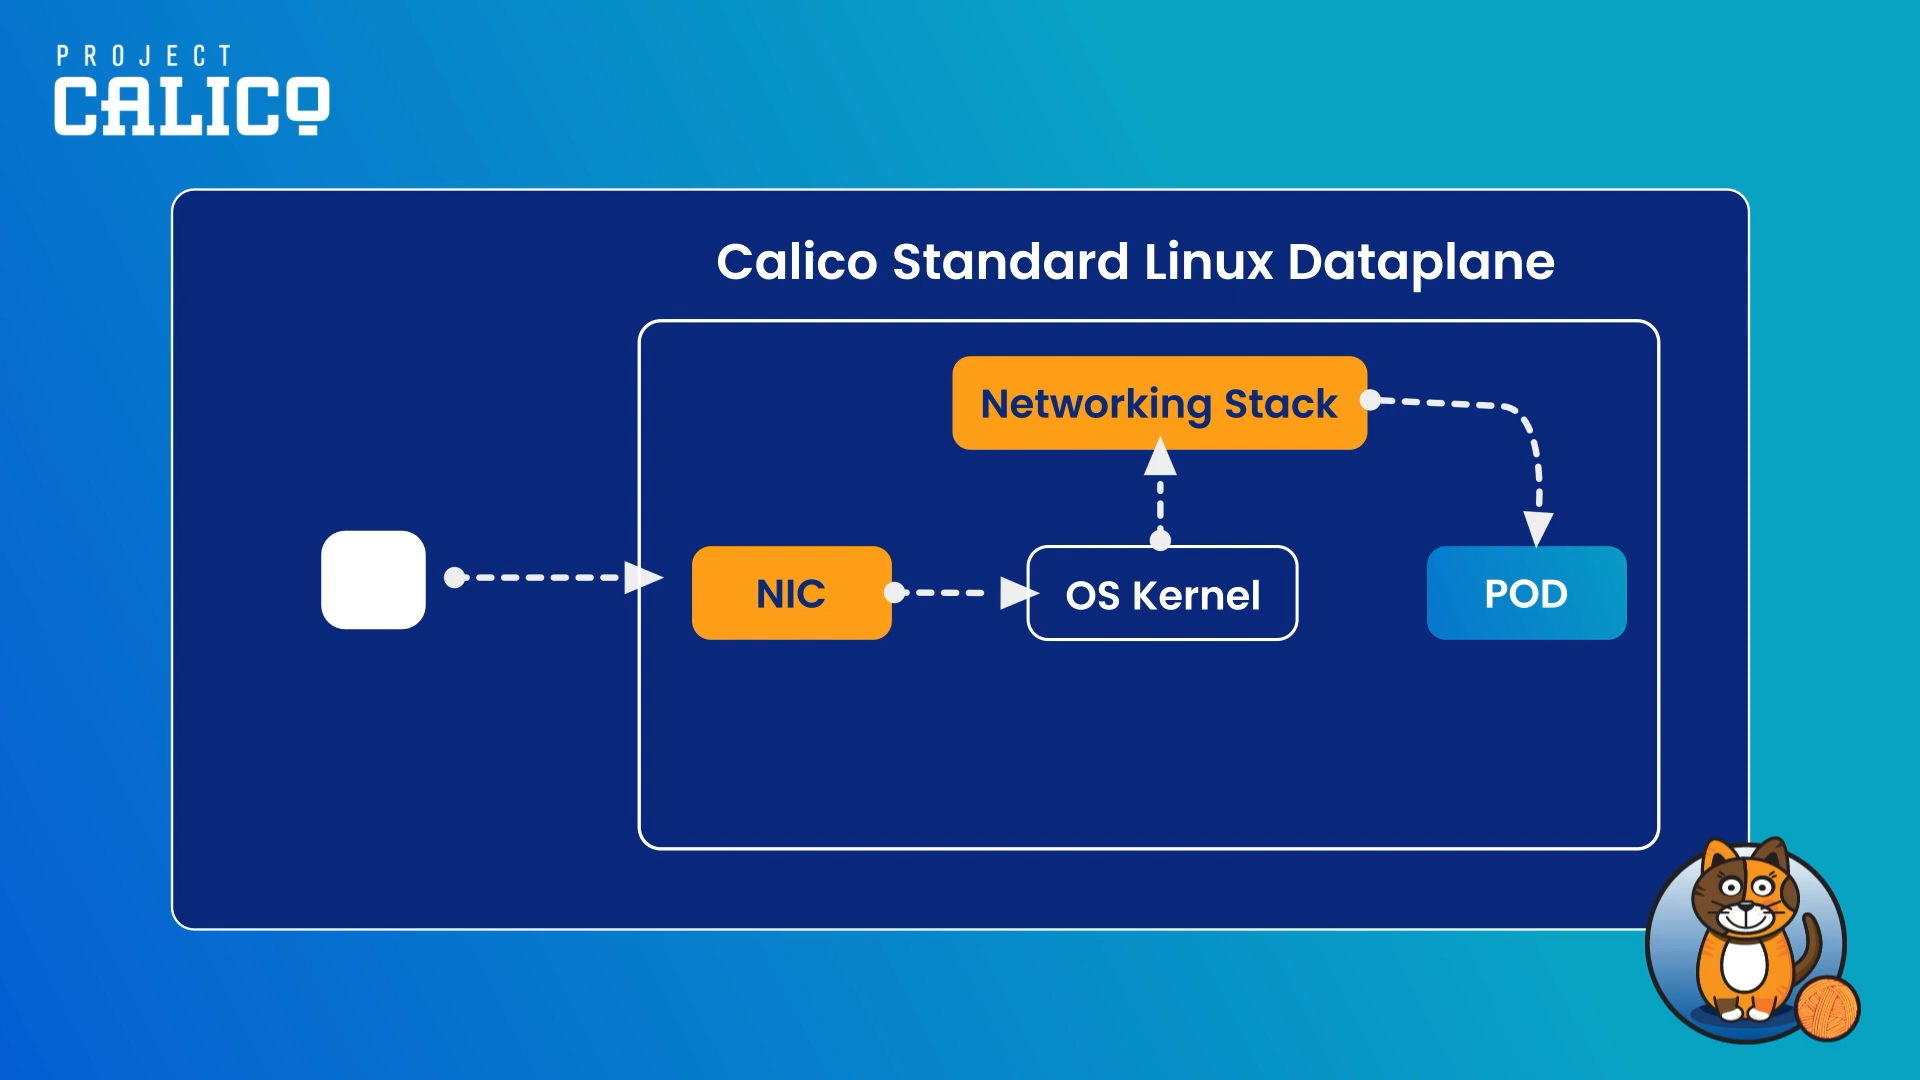 PROJECT
CALICO
Calico Standard Linux Dataplane
Networking Stack
NIC
OS Kernel
POD